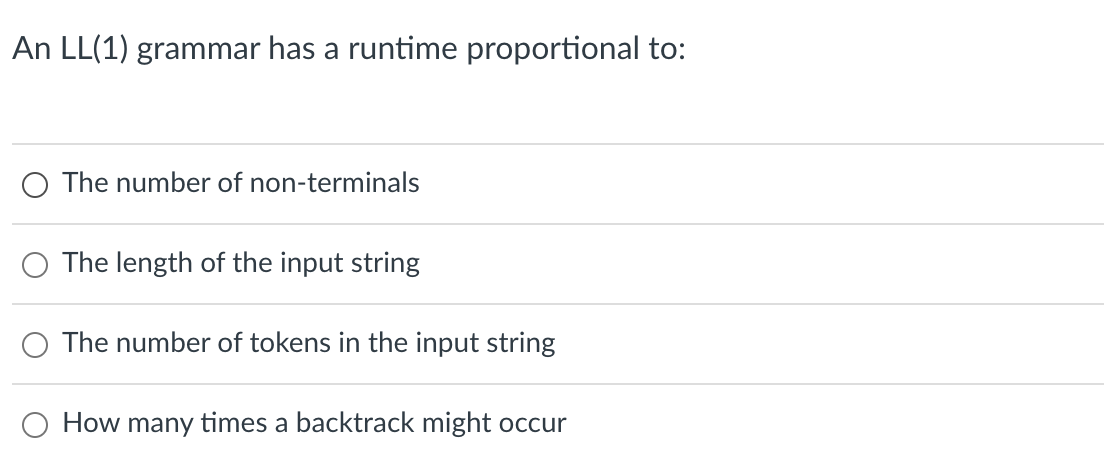 An LL(1) grammar has a runtime proportional to:
The number of non-terminals
The length of the input string
The number of tokens in the input string
How many times a backtrack might occur